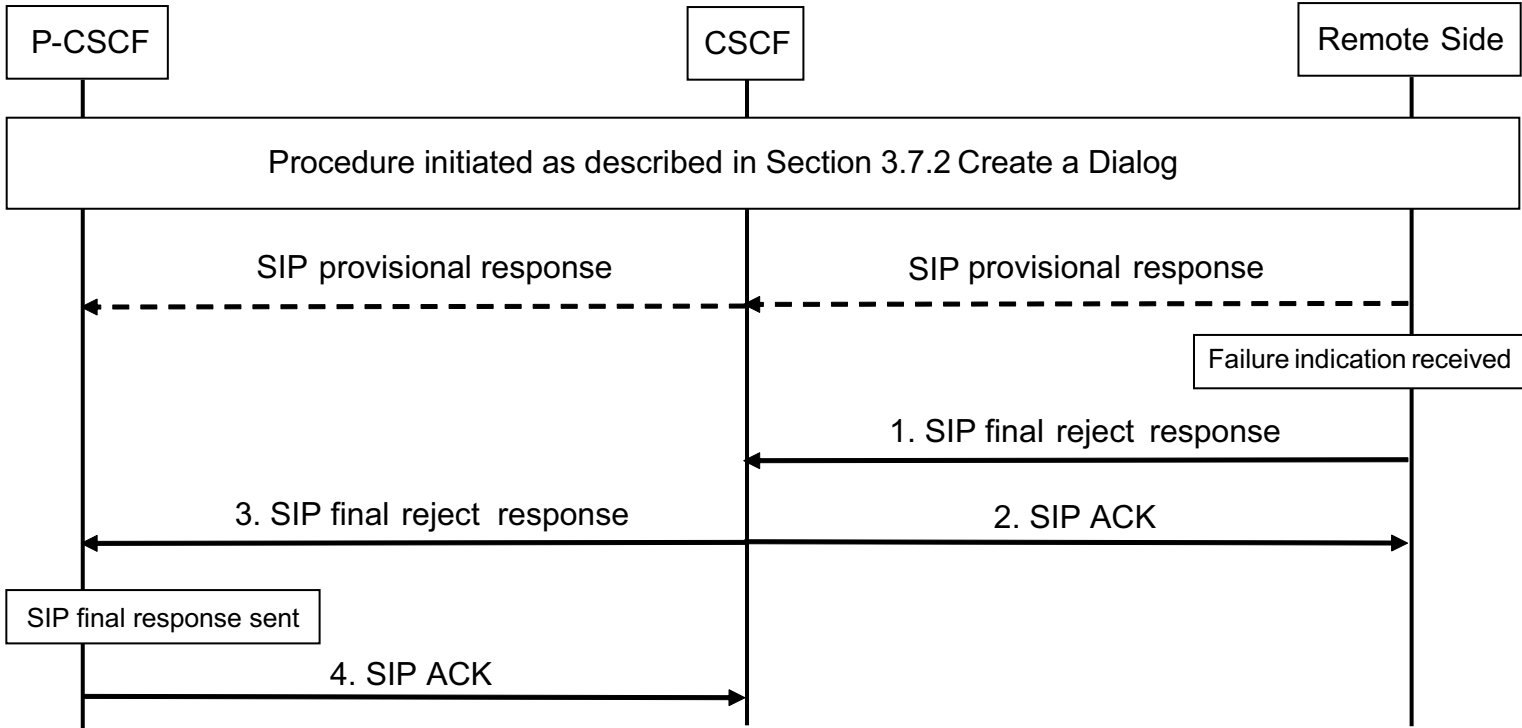 P-CSCF
CSCF
Remote Side
Procedure initiated as described in Section 3.7.2 Create a Dialog
SIP provisional response
SIP provisional response
Failure indication received
1. SIP final reject response
3. SIP final reject response
2. SIP ACK
SIP final response sent
4. SIP ACK